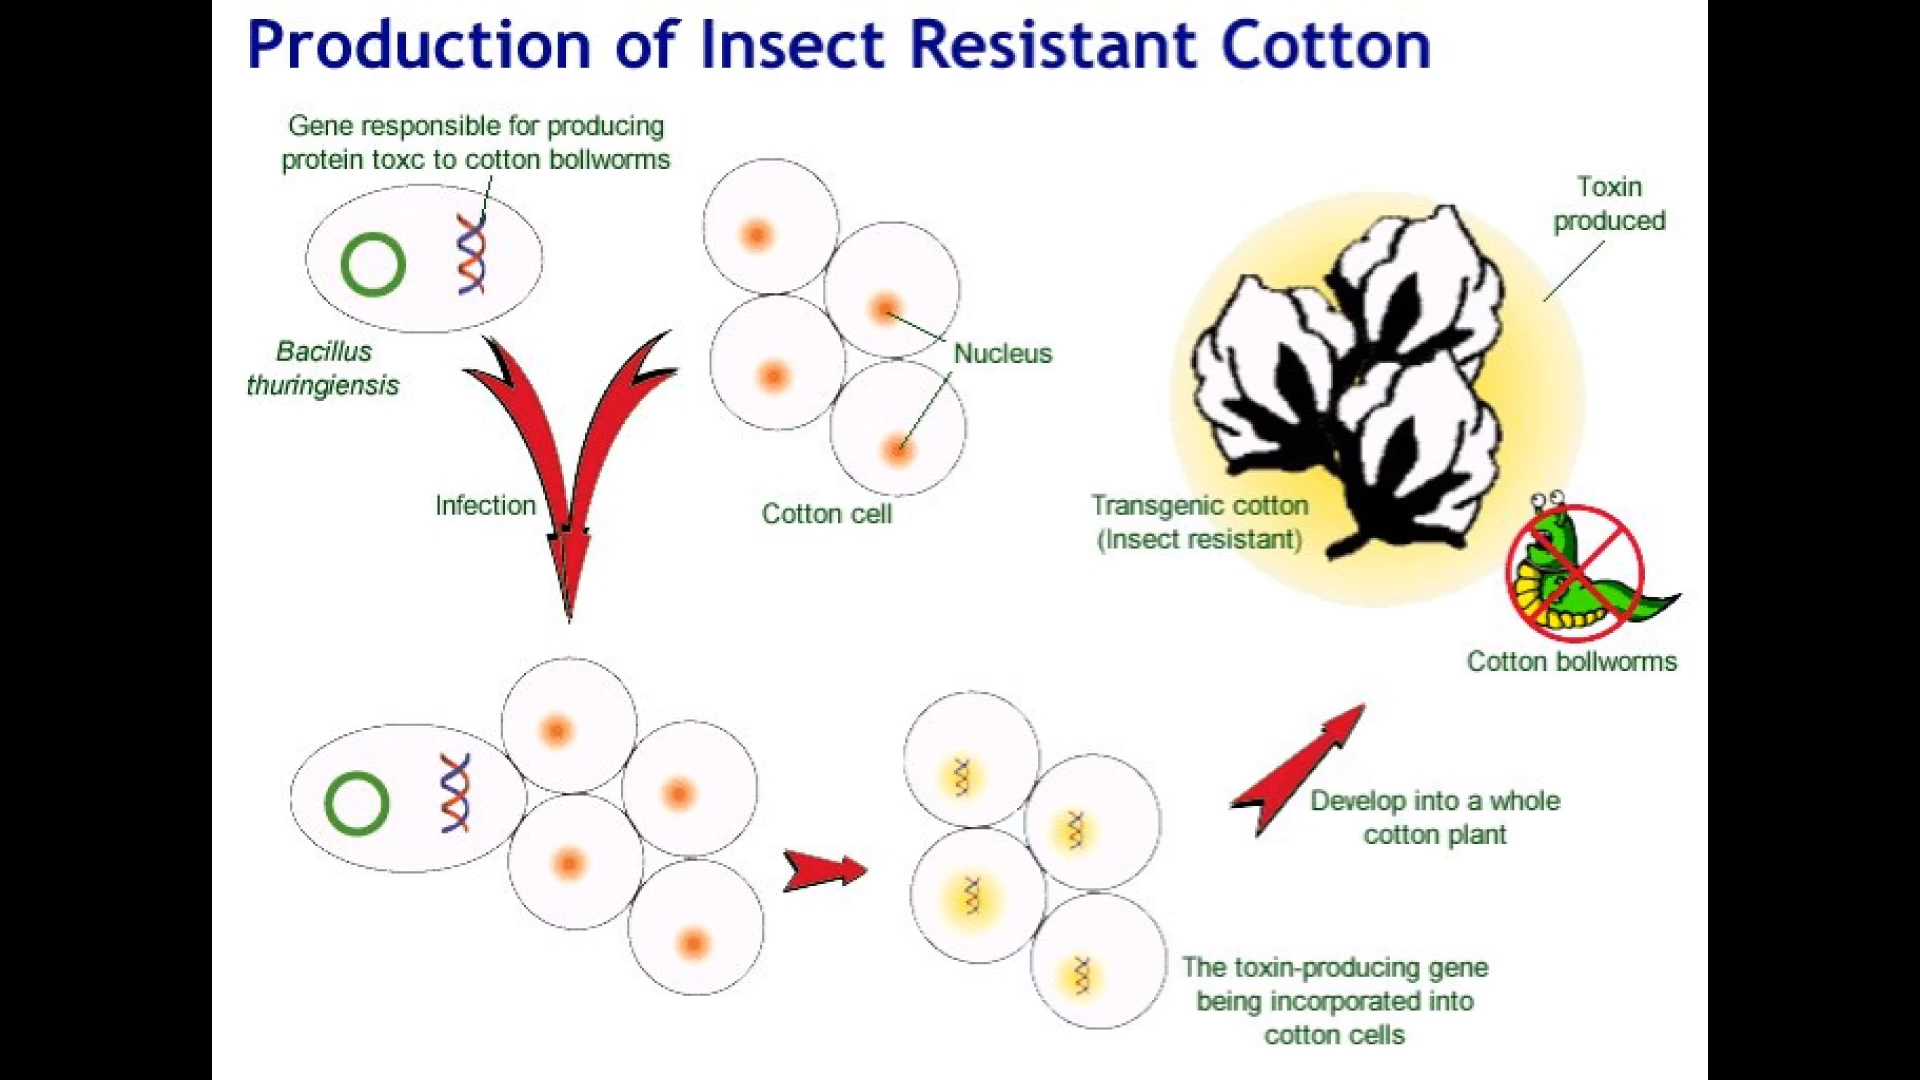 Production of Insect Resistant Cotton
Gene responsible for producing
protein toxc to cotton bollworms
Bacillus
thuringiensis
Infection
Nucleus
Cotton cell
Toxin
produced
Transgenic cotton
(Insect resistant)
Cotton bollworms
Develop into a whole
cotton plant
The toxin-producing gene
being incorporated into
cotton cells